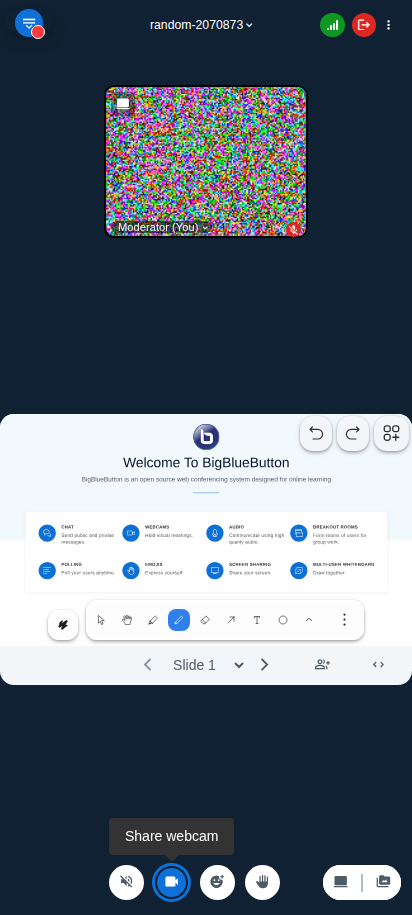 random-2070873
Moderator (You)
Welcome To BigBlueButton
BigBlueButton is an open source web conferencing system designed for online learning
CHAT
Send public and private
messages.
WEBCAMS
Hold visual meetings.
AUDIO
Communicate using high
quality audio.
BREAKOUT ROOMS
Form teams of users for
group work.
POLLING
Poll your users anytime.
EMOJIS
Express yourself.
SCREEN SHARING
Share your screen.
MULTI-USER WHITEBOARD
Draw together.
T
Slide 1
Share webcam